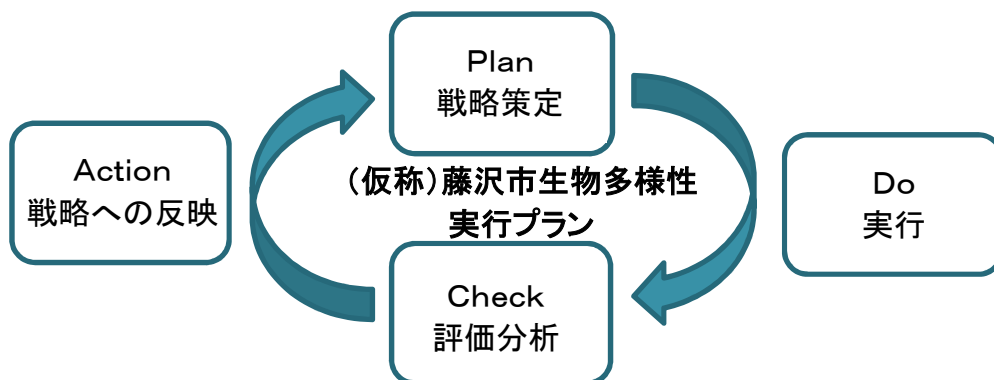 Plan
戦略策定
Action
戦略への反映
(仮称)藤沢市生物多様性
実行プラン
Do
実行
Check
評価分析